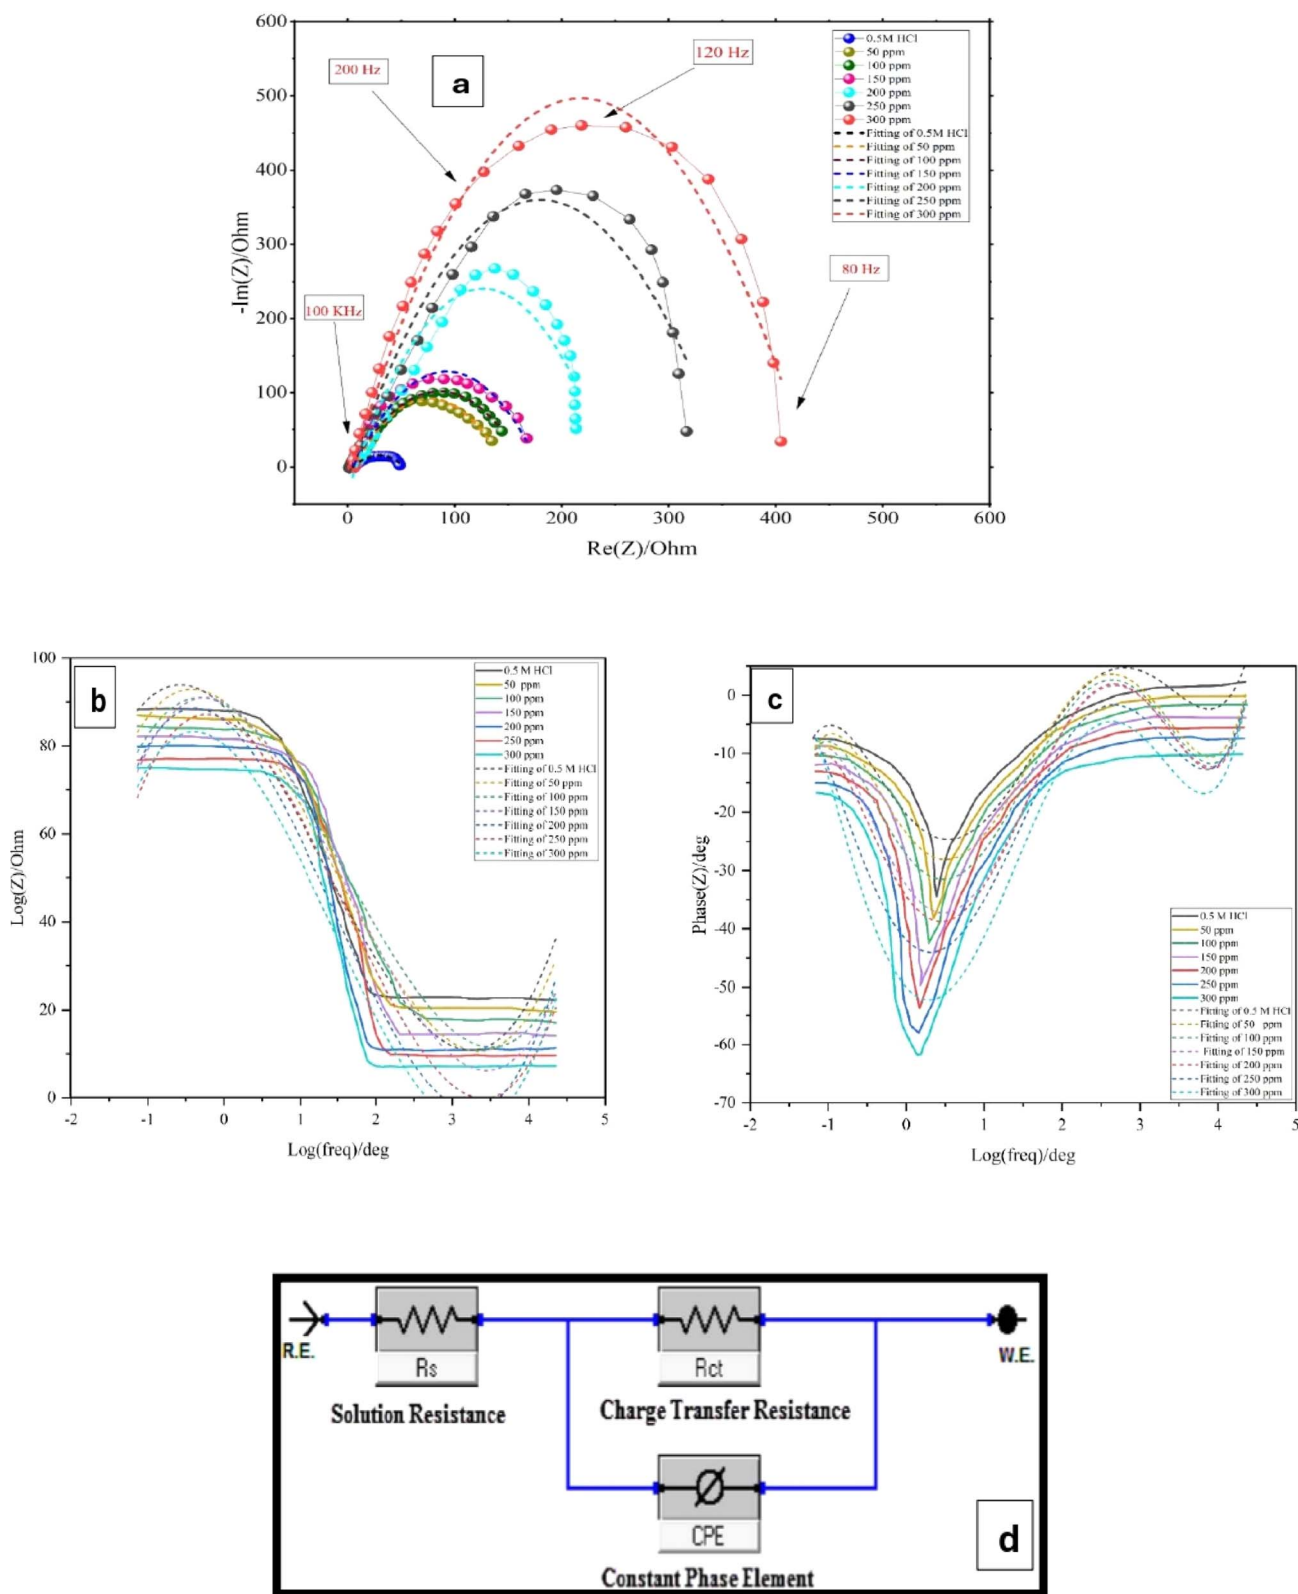 600
500
400
300
200
100
0
-Im(Z)/Ohm
a
200 Hz
120 Hz
100 KHz
80 Hz
0.5M HCl
50 ppm
100 ppm
150 ppm
200 ppm
250 ppm
300 ppm
Fitting of 0.5M HCl
Fitting of 50 ppm
Fitting of 100 ppm
Fitting of 150 ppm
Fitting of 200 ppm
Fitting of 250 ppm
Fitting of 300 ppm
0 100 200 300 400 500 600
Re(Z)/Ohm
b
100
80
60
40
20
0
Log(Z)/Ohm
0.5 M HCl
50 ppm
100 ppm
150 ppm
200 ppm
250 ppm
300 ppm
Fitting of 0.5 M HCl
Fitting of 50 ppm
Fitting of 100 ppm
Fitting of 150 ppm
Fitting of 200 ppm
Fitting of 250 ppm
Fitting of 300 ppm
-2 -1 0 1 2 3 4 5
Log(freq)/deg
c
0
-10
-20
-30
-40
-50
-60
-70
Phase(Z)/deg
0.5 M HCl
50 ppm
100 ppm
150 ppm
200 ppm
250 ppm
300 ppm
Fitting of 0.5 M HCl
Fitting of 50 ppm
Fitting of 100 ppm
Fitting of 150 ppm
Fitting of 200 ppm
Fitting of 250 ppm
Fitting of 300 ppm
-2 -1 0 1 2 3 4 5
Log(freq)/deg
R.E.
Rs
Rct
W.E.
Solution Resistance
Charge Transfer Resistance
CPE
Constant Phase Element
d